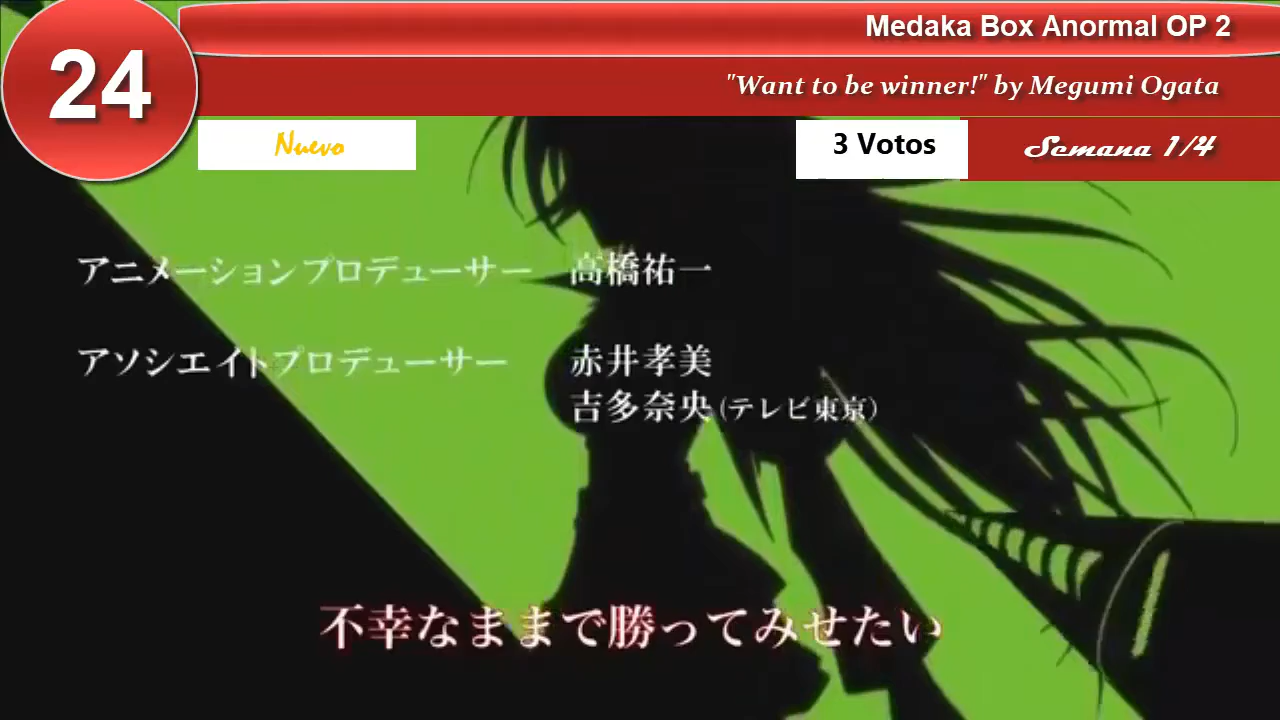 24
Medaka Box Anormal OP 2
"Want to be winner!" by Megumi Ogata
Nuevo
3 Votos
Semana 1/4
アニメーションプロデューサー 高橋祐一
アソシエイトプロデューサー 赤井孝美
吉多奈央(テレビ東京)
不幸なままで勝ってみせたい